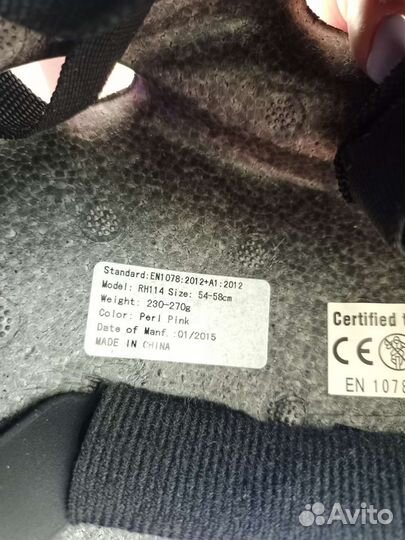 Standard:EN1078:2012+A1:2012
Model: RH114 Size: 54-58cm
Weight: 230-270g
Color: Perl Pink
Date of Manf.:01/2015
MADE IN CHINA
Certified
CE
EN 1078
Avito